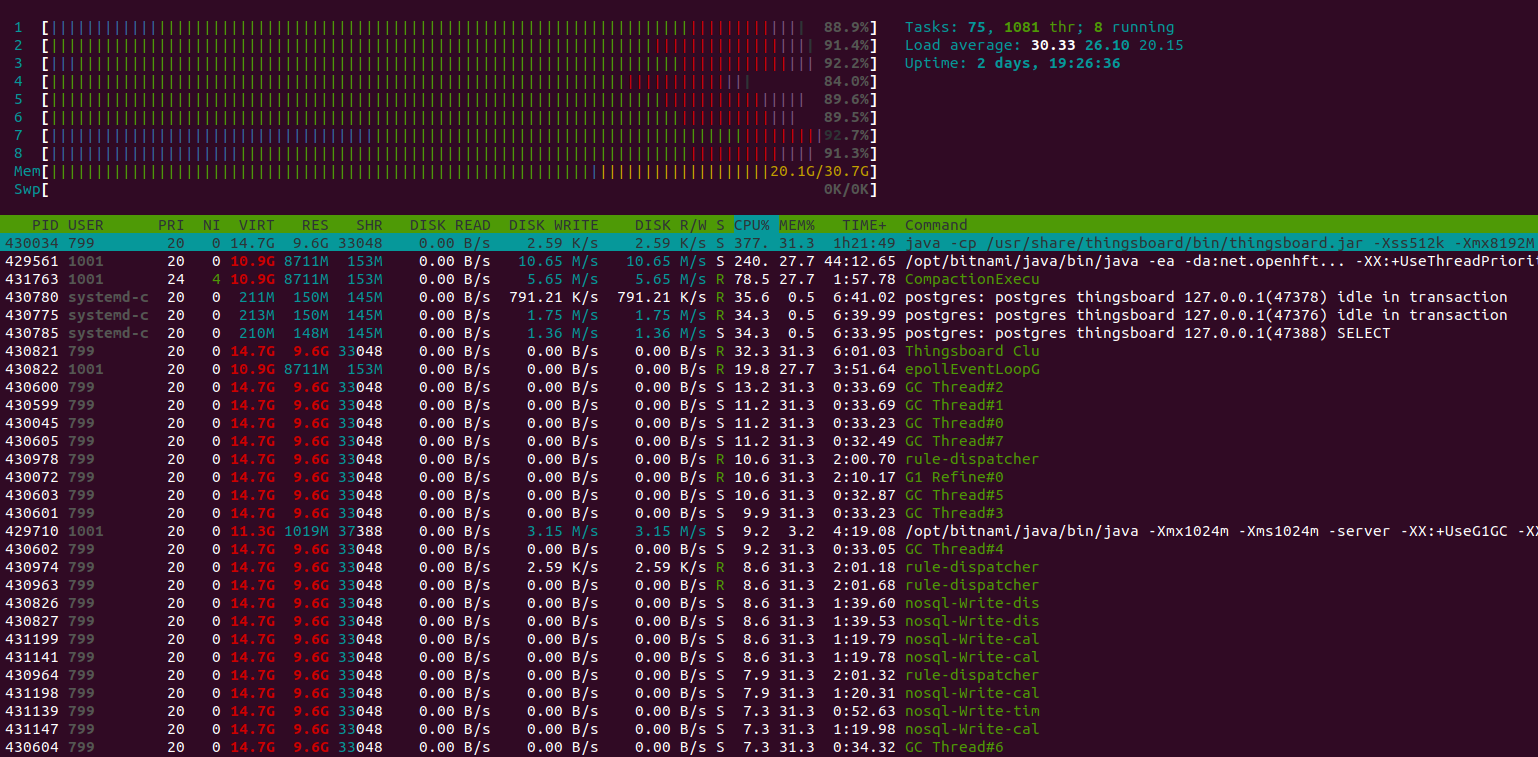 1 [ 88.9%] Tasks: 75, 1081 thr; 8 running
2 [ 91.4%] Load average: 30.33 26.10 20.15
3 [ 92.2%] Uptime: 2 days, 19:26:36
4 [ 84.0%]
5 [ 89.6%]
6 [ 89.5%]
7 [ 92.7%]
8 [ 91.3%]
Mem[ 20.1G/30.7G]
Swp[ 0K/0K]
PID USER PRI NI VIRT RES SHR DISK READ DISK WRITE DISK R/W S CPU% MEM% TIME+ Command
430034 799 20 0 14.7G 9.6G 33048 0.00 B/s 2.59 K/s 2.59 K/s S 377. 31.3 1h21:49 java -cp /usr/share/thingsboard/bin/thingsboard.jar -Xss512k -Xmx8192M
429561 1001 20 0 10.9G 8711M 153M 0.00 B/s 10.65 M/s 10.65 M/s S 240. 27.7 44:12.65 /opt/bitnami/java/bin/java -ea -da:net.openhft... -XX:+UseThreadPriorit
431763 1001 24 4 10.9G 8711M 153M 0.00 B/s 5.65 M/s 5.65 M/s R 78.5 27.7 1:57.78 CompactionExecu
430780 systemd-c 20 0 211M 150M 145M 0.00 B/s 791.21 K/s 791.21 K/s R 35.6 0.5 6:41.02 postgres: postgres thingsboard 127.0.0.1(47378) idle in transaction
430775 systemd-c 20 0 213M 150M 145M 0.00 B/s 1.75 M/s 1.75 M/s R 34.3 0.5 6:39.99 postgres: postgres thingsboard 127.0.0.1(47376) idle in transaction
430785 systemd-c 20 0 210M 148M 145M 0.00 B/s 1.36 M/s 1.36 M/s S 34.3 0.5 6:33.95 postgres: postgres thingsboard 127.0.0.1(47388) SELECT
430821 799 20 0 14.7G 9.6G 33048 0.00 B/s 0.00 B/s 0.00 B/s R 32.3 31.3 6:01.03 Thingsboard Clu
430822 1001 20 0 10.9G 8711M 153M 0.00 B/s 0.00 B/s 0.00 B/s R 19.8 27.7 3:51.64 epollEventLoopG
430600 799 20 0 14.7G 9.6G 33048 0.00 B/s 0.00 B/s 0.00 B/s S 13.2 31.3 0:33.69 GC Thread#2
430599 799 20 0 14.7G 9.6G 33048 0.00 B/s 0.00 B/s 0.00 B/s S 11.2 31.3 0:33.69 GC Thread#1
430045 799 20 0 14.7G 9.6G 33048 0.00 B/s 0.00 B/s 0.00 B/s S 11.2 31.3 0:33.23 GC Thread#0
430605 799 20 0 14.7G 9.6G 33048 0.00 B/s 0.00 B/s 0.00 B/s S 11.2 31.3 0:32.49 GC Thread#7
430978 799 20 0 14.7G 9.6G 33048 0.00 B/s 0.00 B/s 0.00 B/s R 10.6 31.3 2:00.70 rule-dispatcher
430072 799 20 0 14.7G 9.6G 33048 0.00 B/s 0.00 B/s 0.00 B/s R 10.6 31.3 2:10.17 G1 Refine#0
430603 799 20 0 14.7G 9.6G 33048 0.00 B/s 0.00 B/s 0.00 B/s S 10.6 31.3 0:32.87 GC Thread#5
430601 799 20 0 14.7G 9.6G 33048 0.00 B/s 0.00 B/s 0.00 B/s S 9.9 31.3 0:33.23 GC Thread#3
429710 1001 20 0 11.3G 1019M 37388 0.00 B/s 3.15 M/s 3.15 M/s S 9.2 3.2 4:19.08 /opt/bitnami/java/bin/java -Xmx1024m -Xms1024m -server -XX:+UseG1GC -XX
430602 799 20 0 14.7G 9.6G 33048 0.00 B/s 0.00 B/s 0.00 B/s S 9.2 31.3 0:33.05 GC Thread#4
430974 799 20 0 14.7G 9.6G 33048 0.00 B/s 2.59 K/s 2.59 K/s R 8.6 31.3 2:01.18 rule-dispatcher
430963 799 20 0 14.7G 9.6G 33048 0.00 B/s 0.00 B/s 0.00 B/s R 8.6 31.3 2:01.68 rule-dispatcher
430826 799 20 0 14.7G 9.6G 33048 0.00 B/s 0.00 B/s 0.00 B/s S 8.6 31.3 1:39.60 nosql-Write-dis
430827 799 20 0 14.7G 9.6G 33048 0.00 B/s 0.00 B/s 0.00 B/s S 8.6 31.3 1:39.53 nosql-Write-dis
431199 799 20 0 14.7G 9.6G 33048 0.00 B/s 0.00 B/s 0.00 B/s S 8.6 31.3 1:19.79 nosql-Write-cal
431141 799 20 0 14.7G 9.6G 33048 0.00 B/s 0.00 B/s 0.00 B/s S 8.6 31.3 1:19.78 nosql-Write-cal
430964 799 20 0 14.7G 9.6G 33048 0.00 B/s 0.00 B/s 0.00 B/s S 7.9 31.3 2:01.32 rule-dispatcher
431198 799 20 0 14.7G 9.6G 33048 0.00 B/s 0.00 B/s 0.00 B/s S 7.9 31.3 1:20.31 nosql-Write-cal
431139 799 20 0 14.7G 9.6G 33048 0.00 B/s 0.00 B/s 0.00 B/s S 7.3 31.3 0:52.63 nosql-Write-tim
431147 799 20 0 14.7G 9.6G 33048 0.00 B/s 0.00 B/s 0.00 B/s S 7.3 31.3 1:19.98 nosql-Write-cal
430604 799 20 0 14.7G 9.6G 33048 0.00 B/s 0.00 B/s 0.00 B/s S 7.3 31.3 0:34.32 GC Thread#6